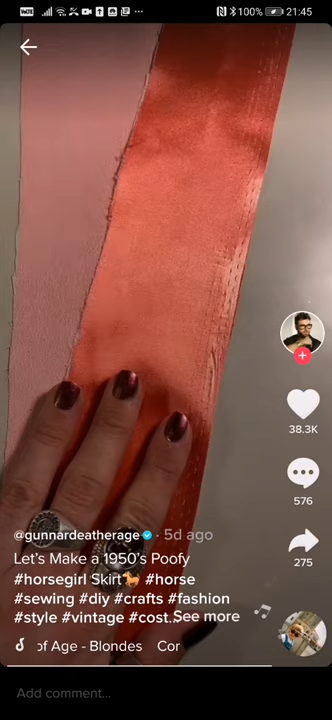 VoLTE 100% 21:45
38.3K
576
275
@gunnardeatherage · 5d ago
Let's Make a 1950's Poofy
#horsegirl Skirt🐎 #horse
#sewing #diy #crafts #fashion
#style #vintage #cost...See more
of Age - Blondes Cor
Add comment...